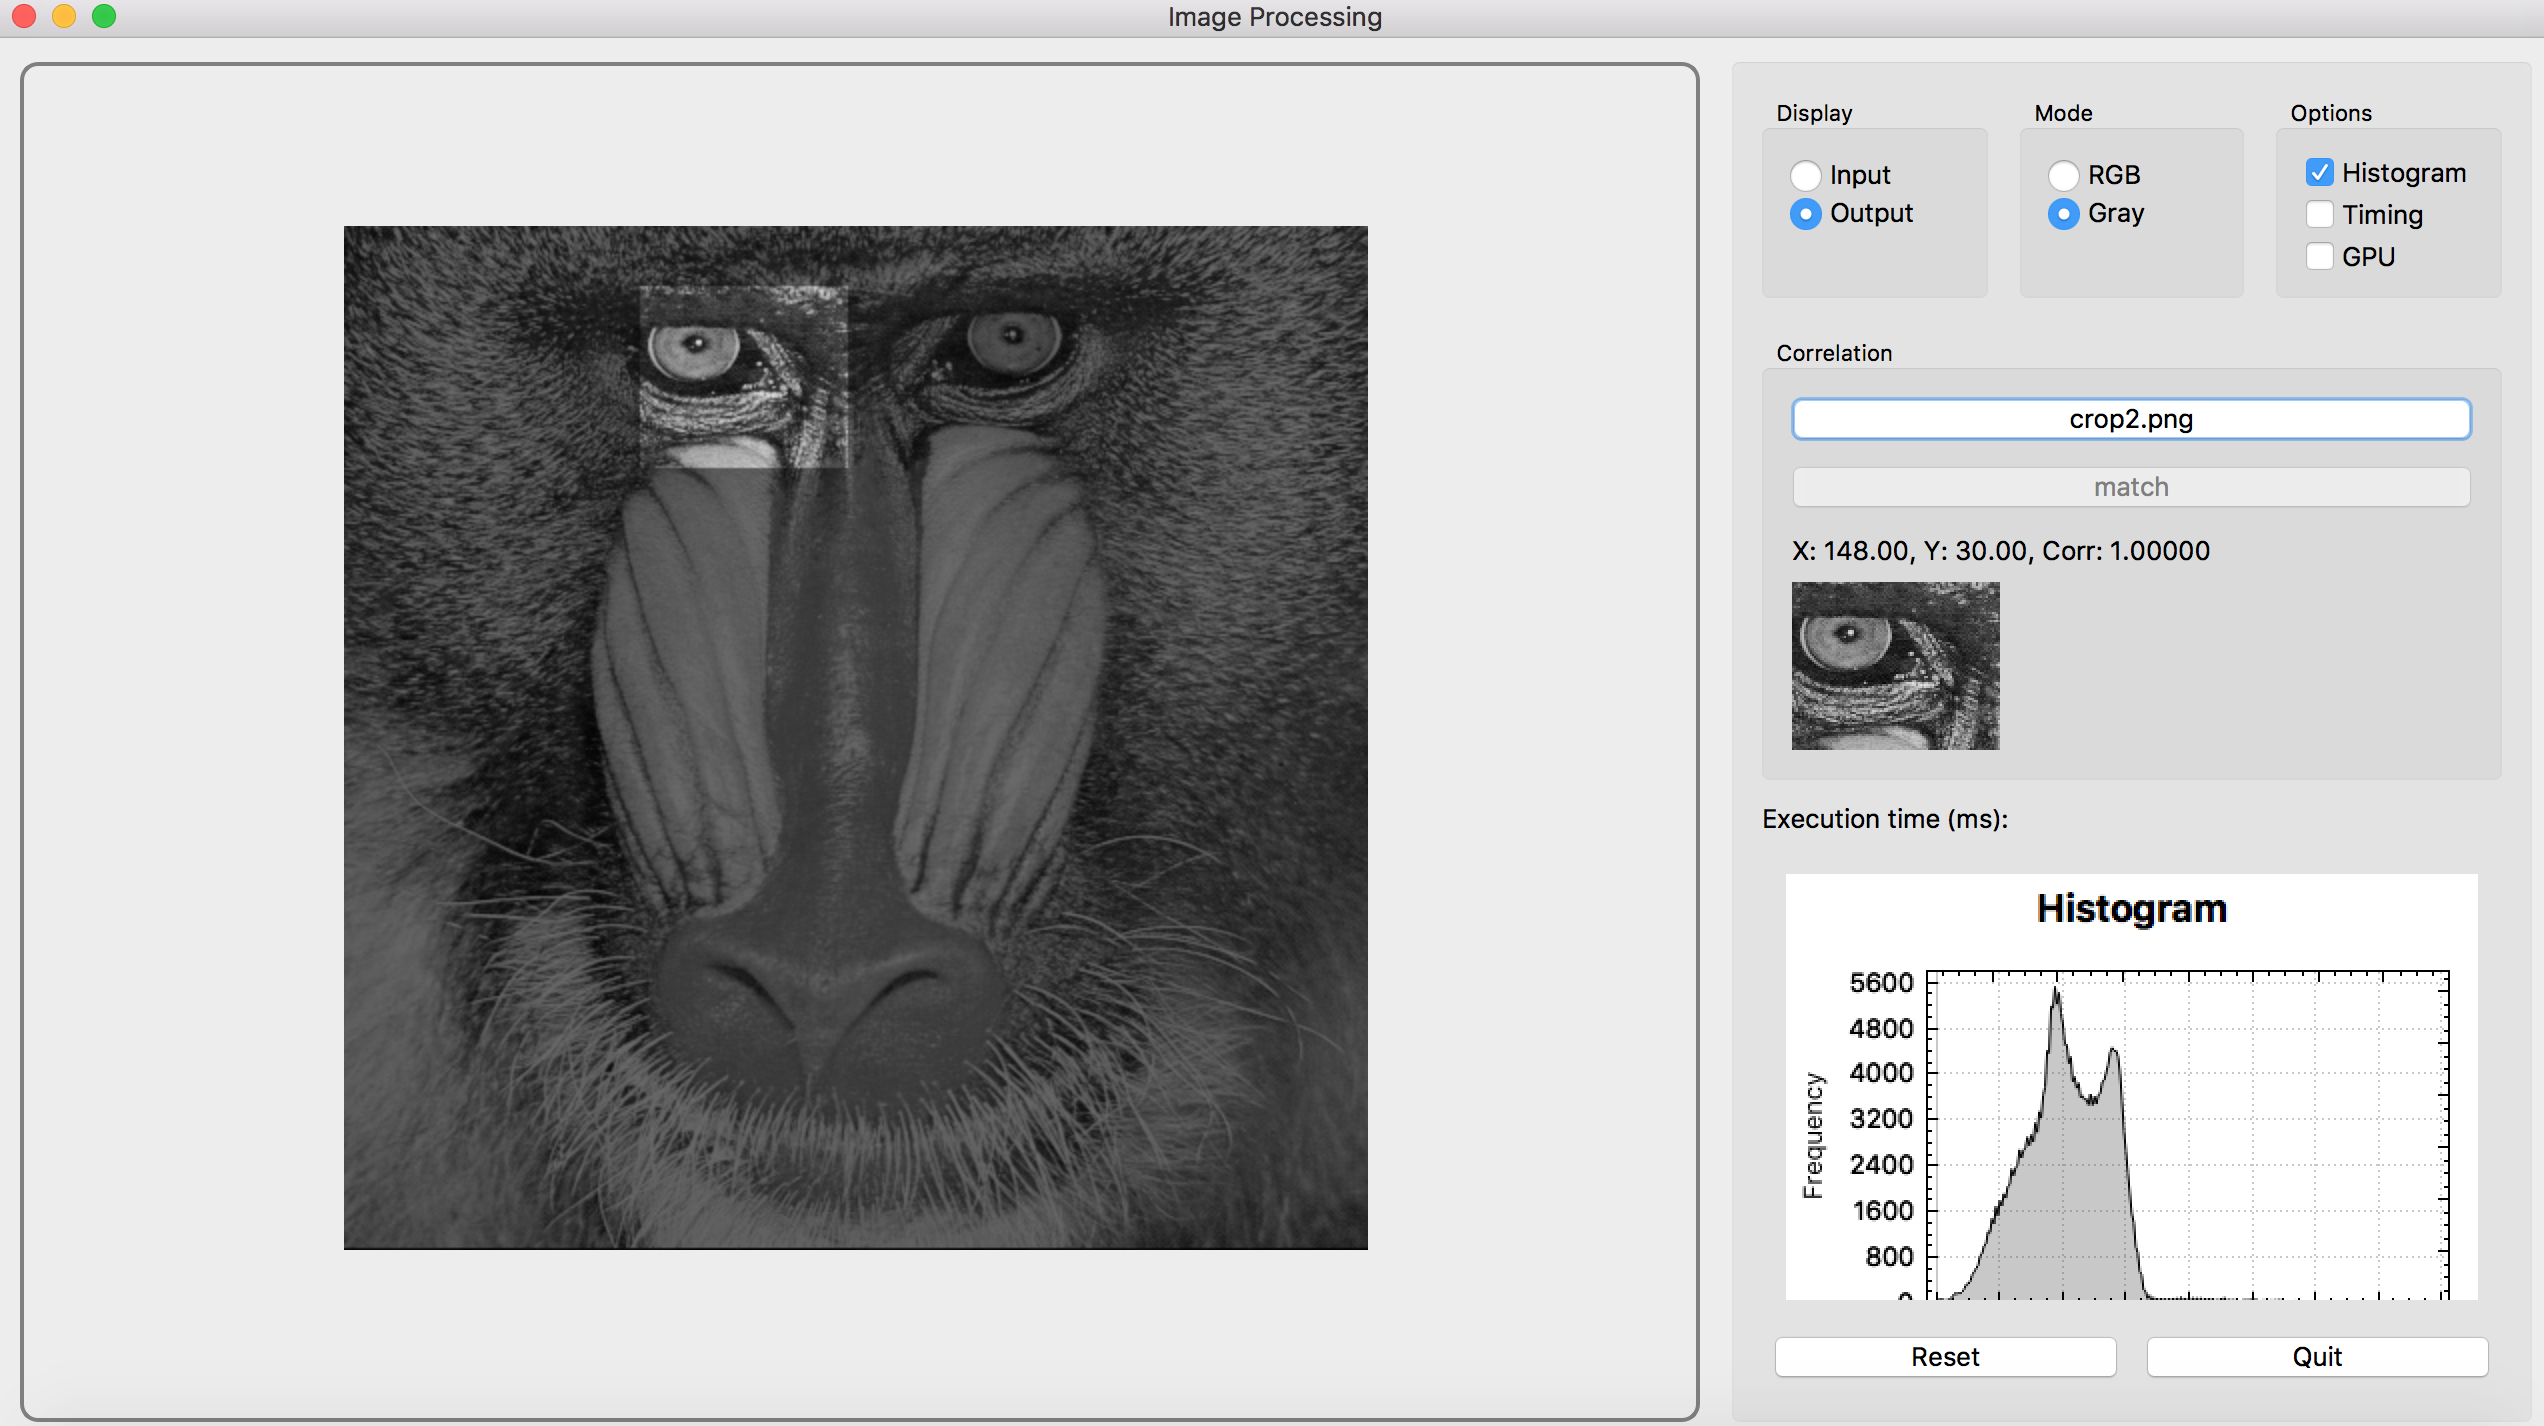 Image Processing
Display
Input
Output
Mode
RGB
Gray
Options
Histogram
Timing
GPU
Correlation
crop2.png
match
X: 148.00, Y: 30.00, Corr: 1.00000
Execution time (ms):
Histogram
Frequency
5600
4800
4000
3200
2400
1600
800
0
Reset
Quit